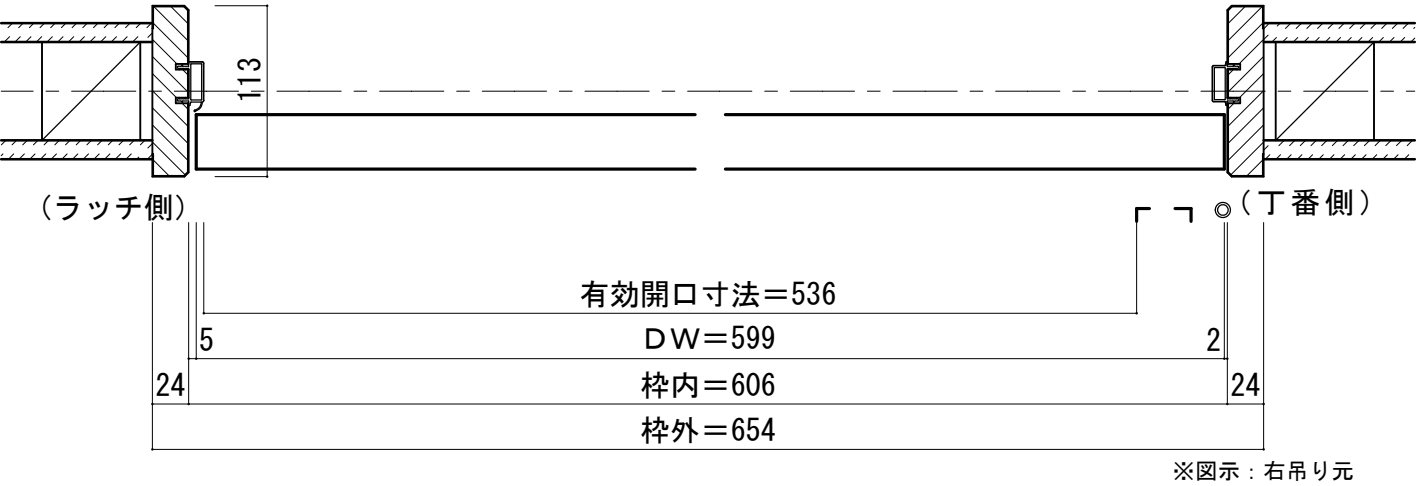 113
（ラッチ側）
（丁番側）
有効開口寸法＝536
5
ＤＷ＝599
2
24
枠内＝606
24
枠外＝654
※図示：右吊り元